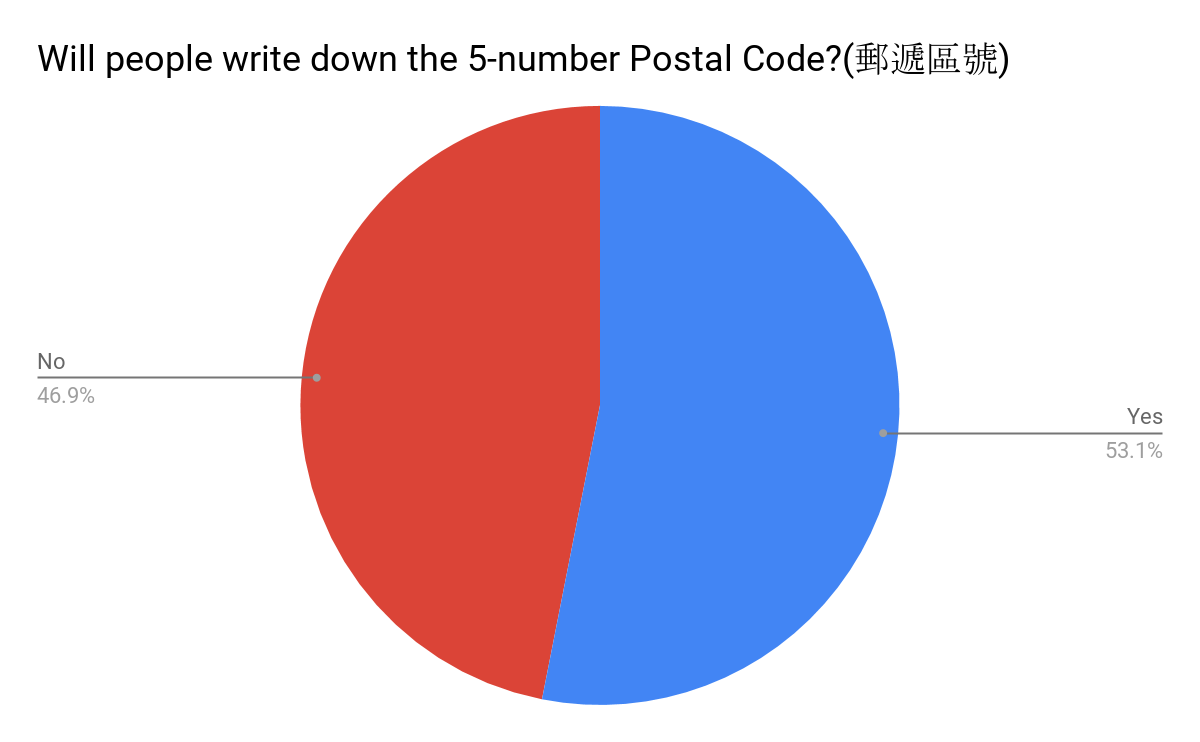 Will people write down the 5-number Postal Code?(郵遞區號)
No
46.9%
Yes
53.1%